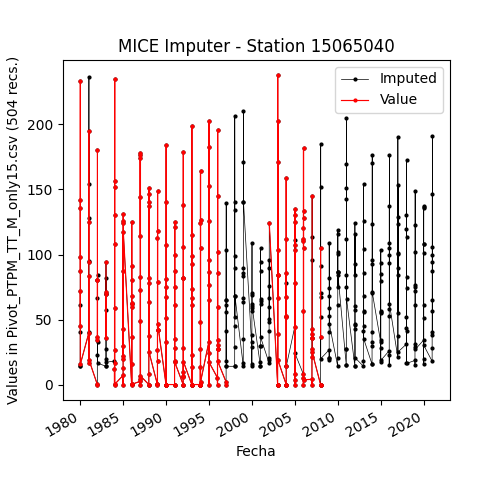 MICE Imputer - Station 15065040
Values in Pivot_PTPM_TT_M_only15.csv (504 recs.)
Imputed
Value
200
150
100
50
0
1980
1985
1990
1995
2000
2005
2010
2015
2020
Fecha